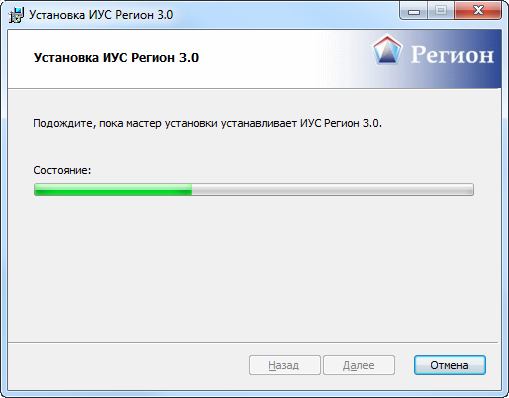 Установка ИУС Регион 3.0
Установка ИУС Регион 3.0
Регион
Подождите, пока мастер установки устанавливает ИУС Регион 3.0.
Состояние:
Назад Далее Отмена